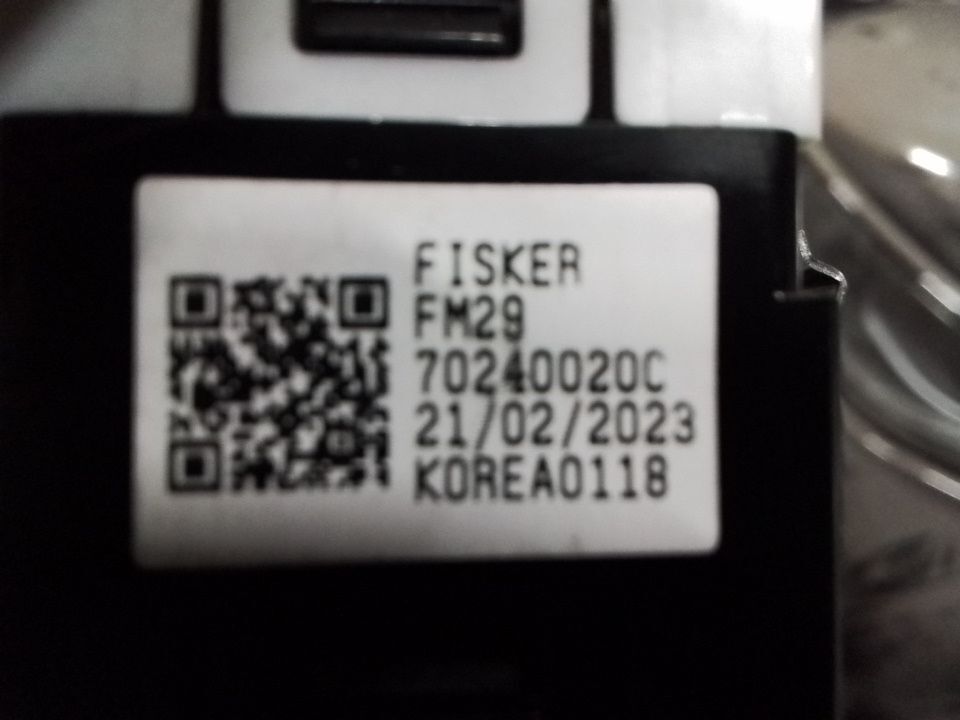 FISKER
FM29
70240020C
21/02/2023
KOREA0118